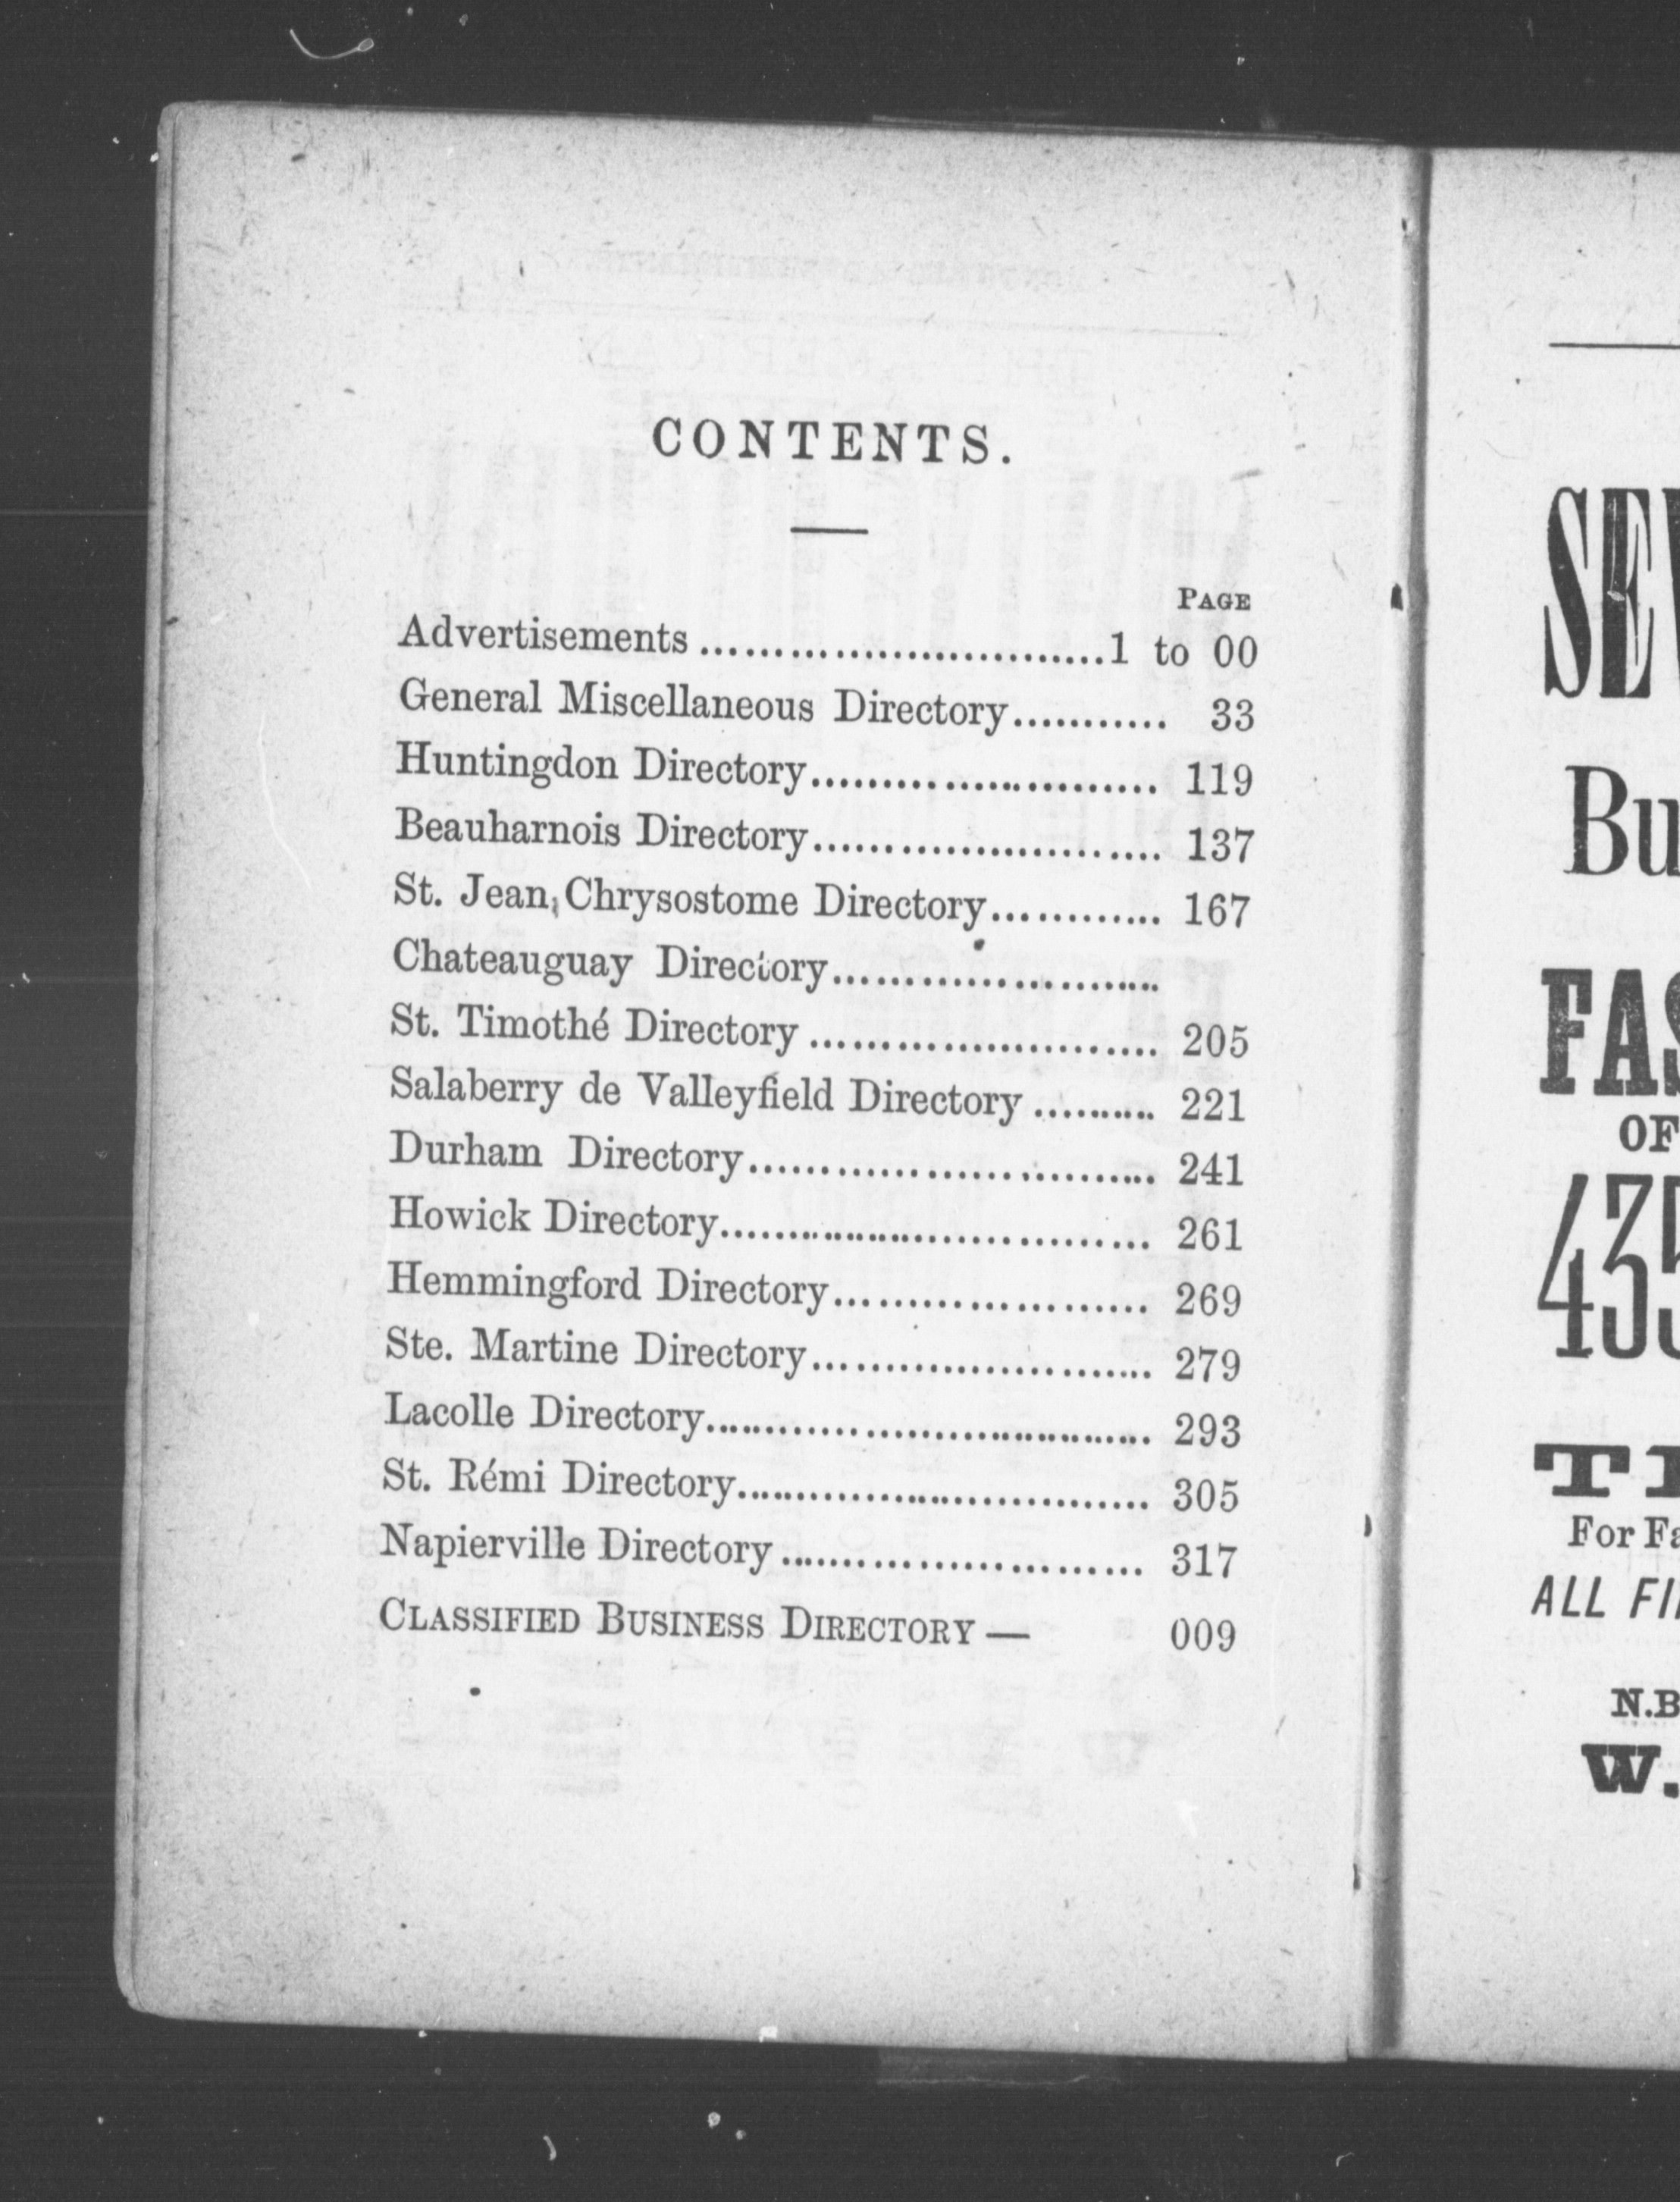 CONTENTS.
PAGE
Advertisements ............................1 to 00
General Miscellaneous Directory........... 33
Huntingdon Directory........................ 119
Beauharnois Directory........................ 137
St. Jean, Chrysostome Directory............ 167
Chateauguay Directory.......................
St. Timothé Directory ........................ 205
Salaberry de Valleyfield Directory ......... 221
Durham Directory............................ 241
Howick Directory.............................. 261
Hemmingford Directory...................... 269
Ste. Martine Directory........................ 279
Lacolle Directory............................... 293
St. Rémi Directory............................. 305
Napierville Directory ......................... 317
CLASSIFIED BUSINESS DIRECTORY — 009
SEW
Bu
FAS
OF
435
For Fa
ALL FI
N.B
W.